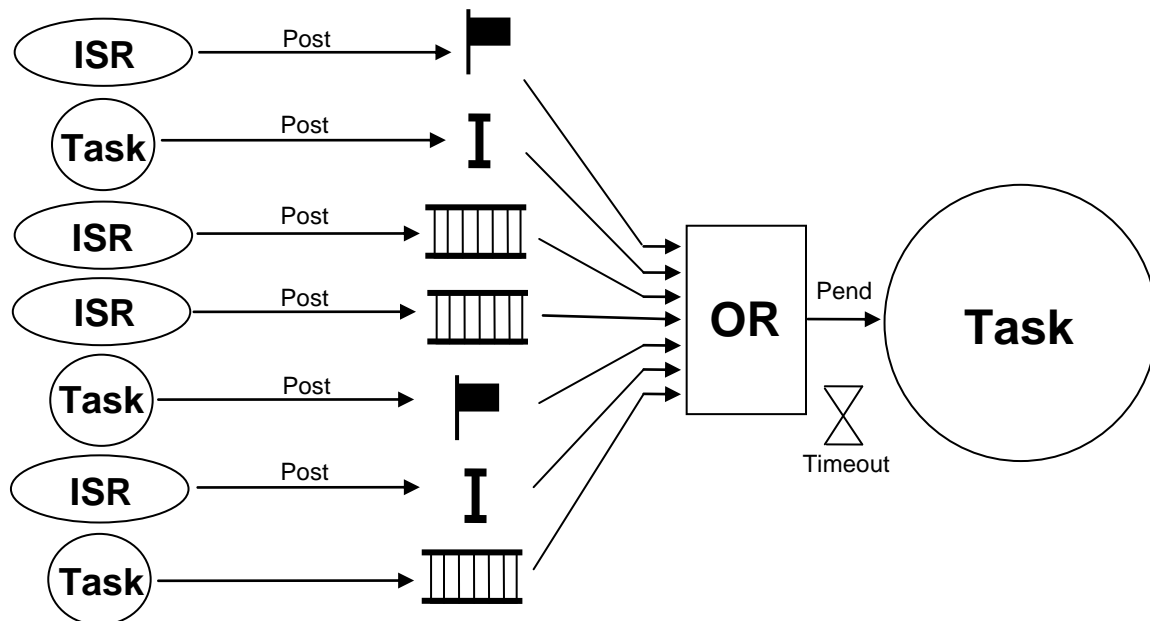 ISR
Post
Task
Post
ISR
Post
ISR
Post
Task
Post
ISR
Post
Task
OR
Pend
Timeout
Task